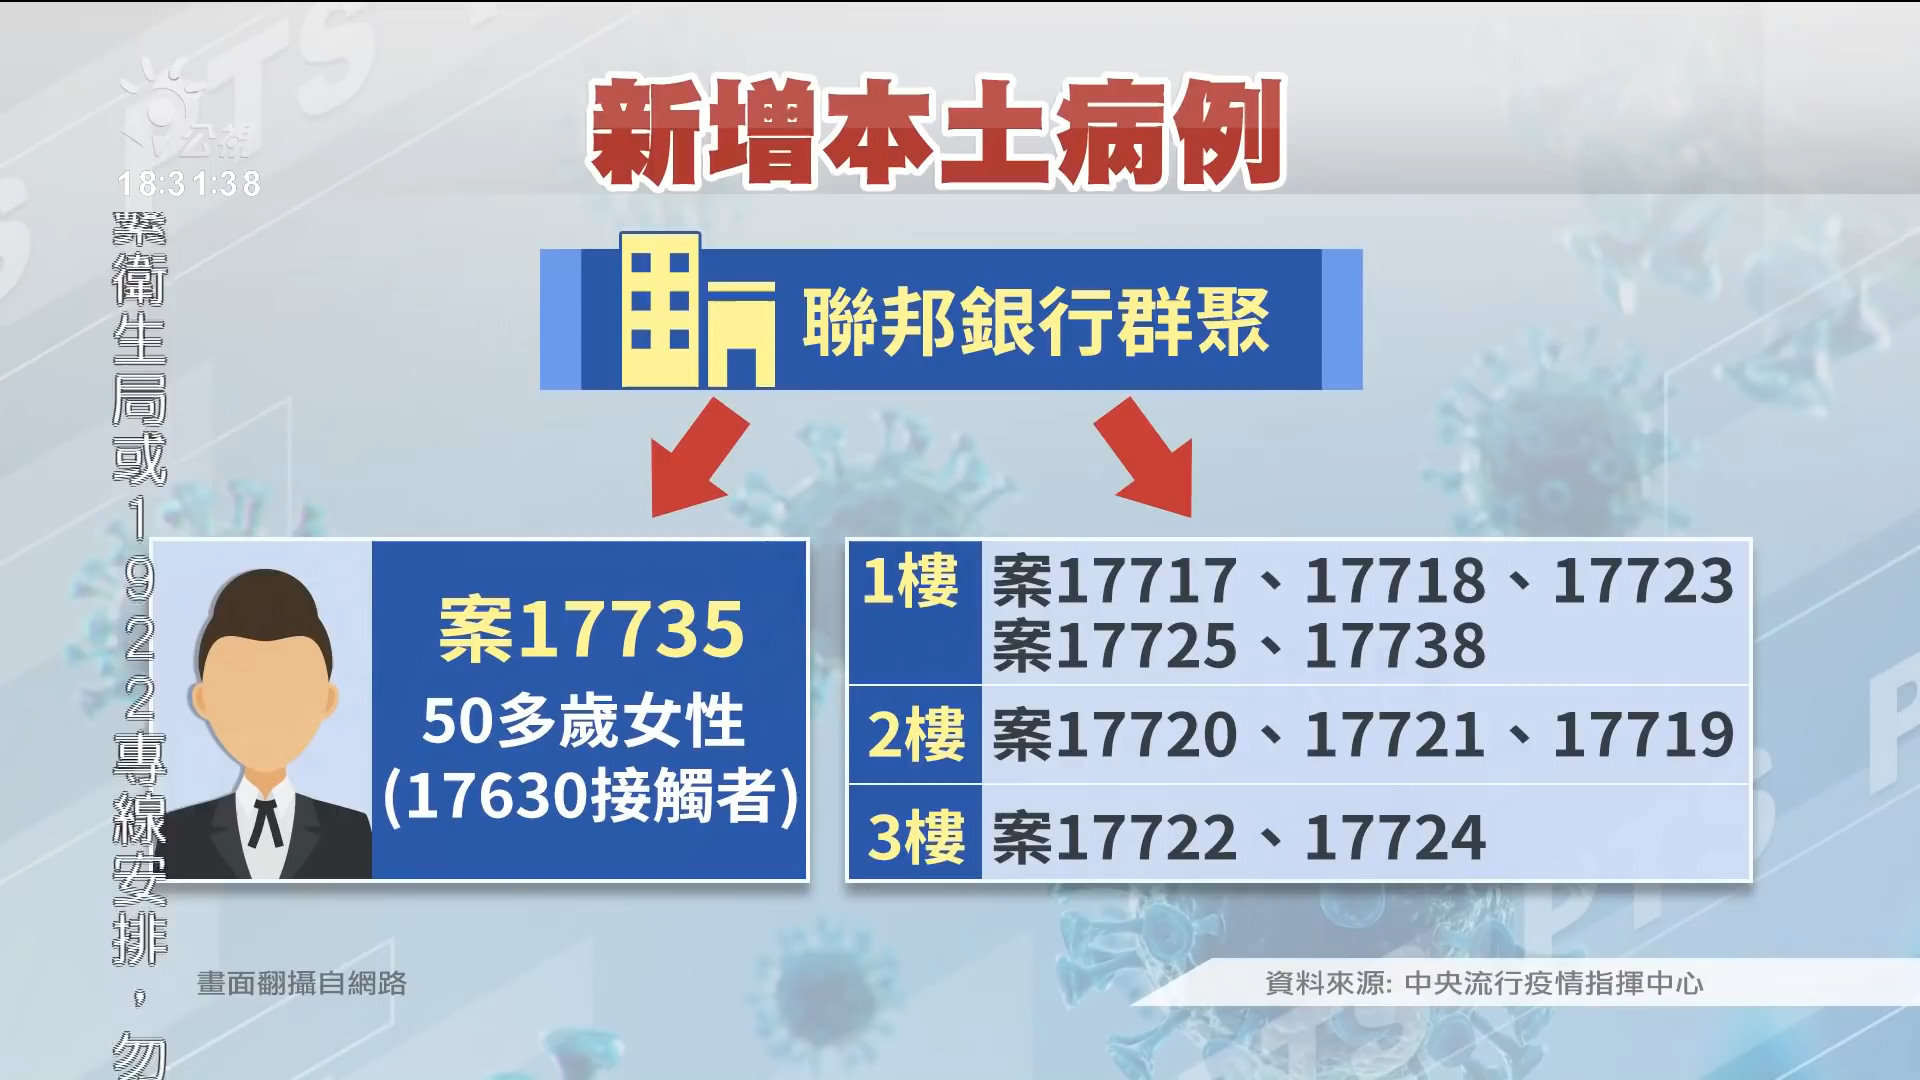 新增本土病例
公視
18:31:38
聯邦銀行群聚
案17735
50多歲女性
(17630接觸者)
1樓 案17717、17718、17723
案17725、17738
2樓 案17720、17721、17719
3樓 案17722、17724
衛生局或1922專線安排，勿
畫面翻攝自網路
資料來源: 中央流行疫情指揮中心
PTS